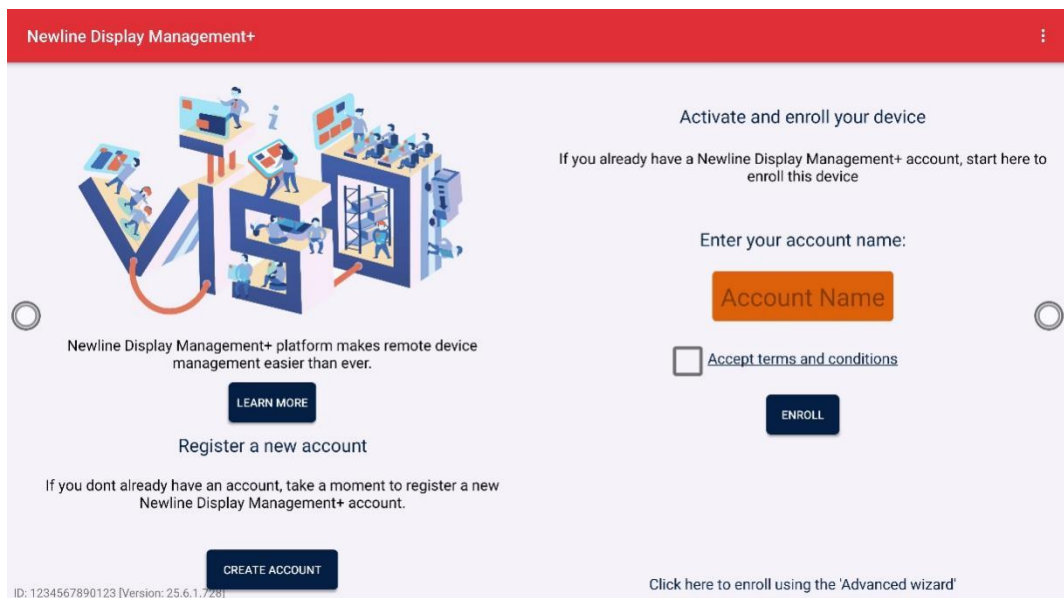 Newline Display Management+
Newline Display Management+ platform makes remote device
management easier than ever.
LEARN MORE
Register a new account
If you dont already have an account, take a moment to register a new
Newline Display Management+ account.
CREATE ACCOUNT
ID: 1234567890123 [Version: 25.6.1.728]
Activate and enroll your device
If you already have a Newline Display Management+ account, start here to
enroll this device
Enter your account name:
Account Name
Accept terms and conditions
ENROLL
Click here to enroll using the 'Advanced wizard'